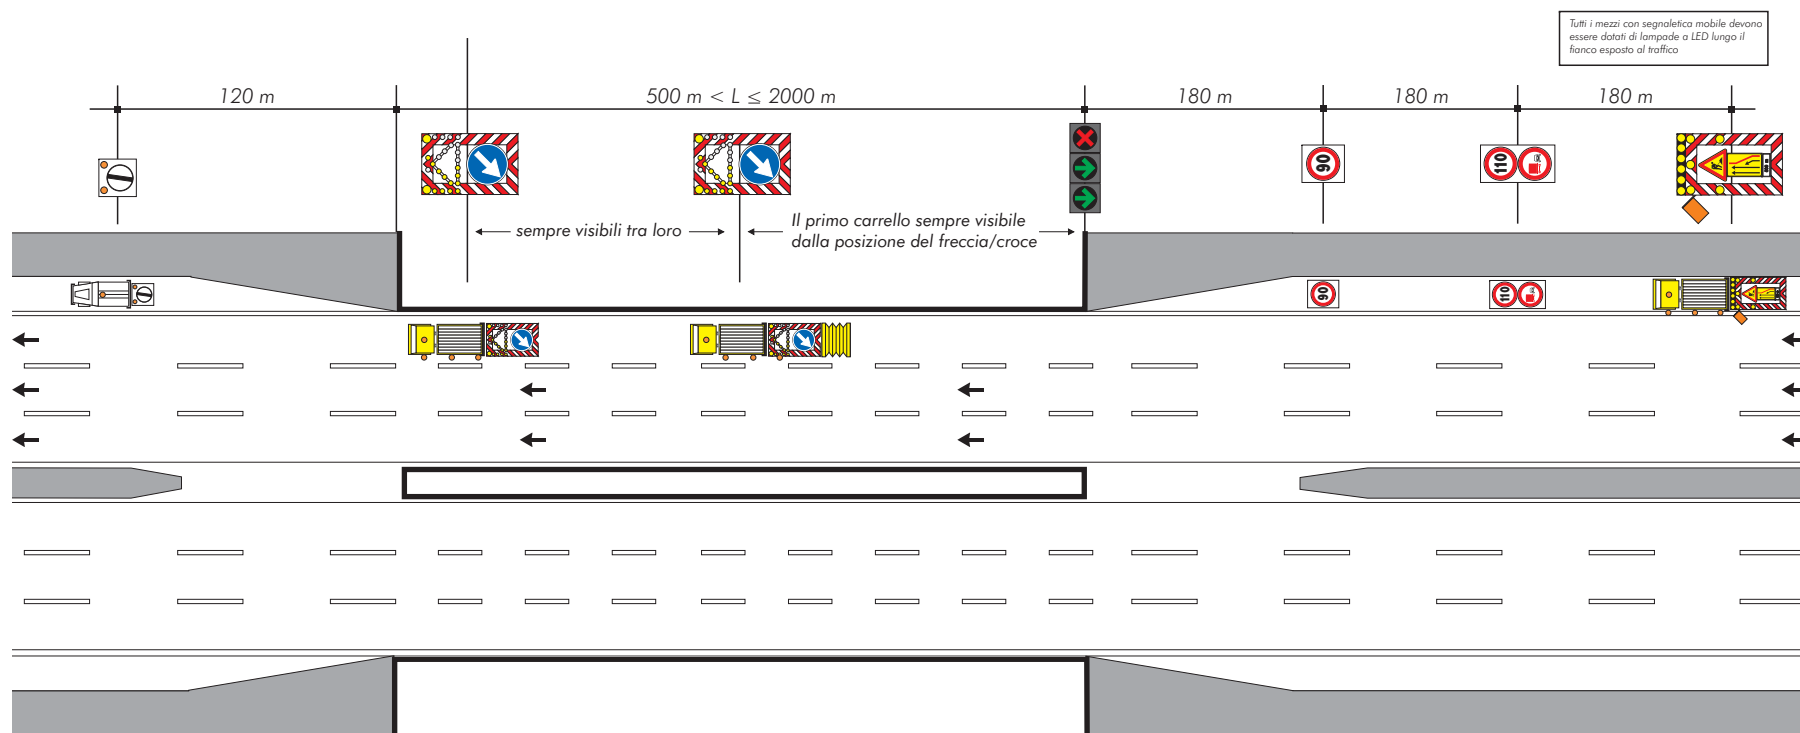 Tutti i mezzi con segnaletica mobile devono
essere dotati di lampade a LED lungo il
fianco esposto al traffico
120 m
500 m < L ≤ 2000 m
180 m
180 m
180 m
90
110
sempre visibili tra loro
Il primo carrello sempre visibile
dalla posizione del freccia/croce
90
110